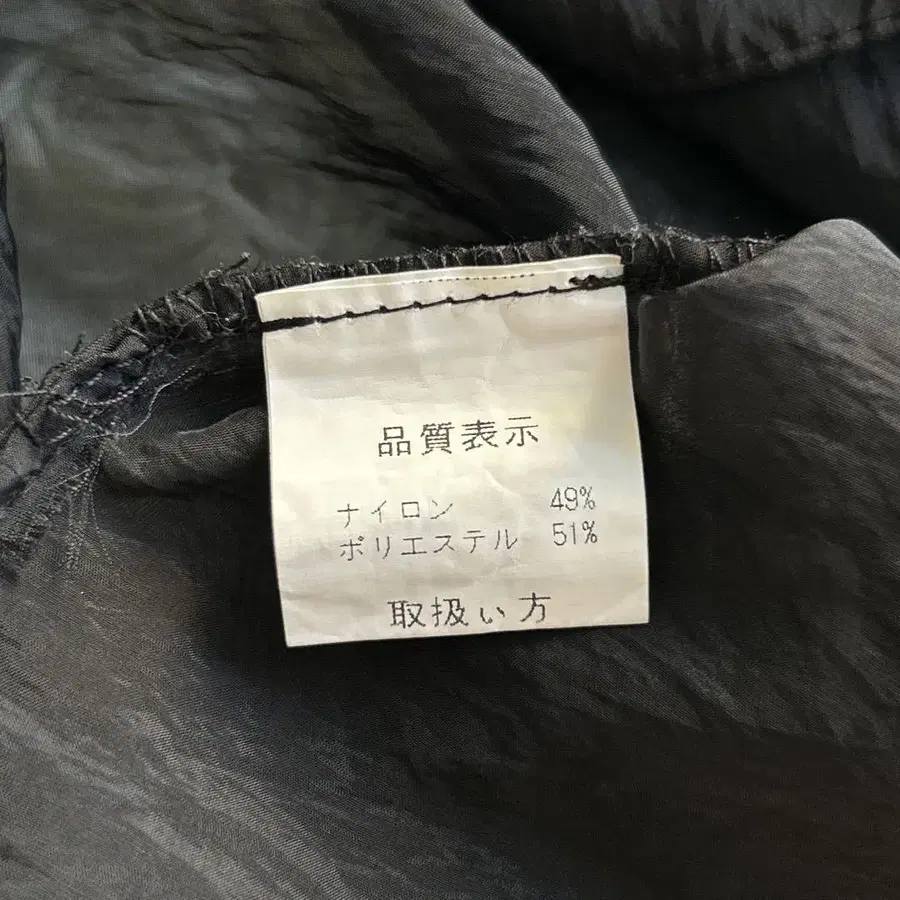 品質表示
ナイロン 49%
ポリエステル 51%
取扱い方